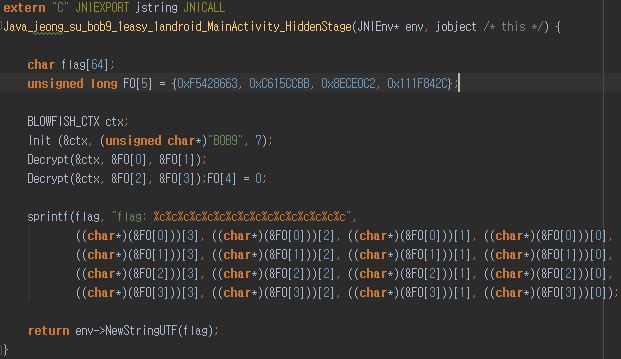 extern "C" JNIEXPORT jstring JNICALL
Java_jeong_su_bob9_1easy_1android_MainActivity_HiddenStage(JNIEnv* env, jobject /* this */) {
char flag[64];
unsigned long FO[5] = {0xF5428663, 0xC615CCBB, 0x8ECE0C2, 0x111F842C};
BLOWFISH_CTX ctx;
Init (&ctx, (unsigned char*)"BOB9", 7);
Decrypt(&ctx, &FO[0], &FO[1]);
Decrypt(&ctx, &FO[2], &FO[3]);FO[4] = 0;
sprintf(flag, "flag: %c%c%c%c%c%c%c%c%c%c%c%c%c%c%c%c",
((char*)(&FO[0]))[3], ((char*)(&FO[0]))[2], ((char*)(&FO[0]))[1], ((char*)(&FO[0]))[0],
((char*)(&FO[1]))[3], ((char*)(&FO[1]))[2], ((char*)(&FO[1]))[1], ((char*)(&FO[1]))[0],
((char*)(&FO[2]))[3], ((char*)(&FO[2]))[2], ((char*)(&FO[2]))[1], ((char*)(&FO[2]))[0],
((char*)(&FO[3]))[3], ((char*)(&FO[3]))[2], ((char*)(&FO[3]))[1], ((char*)(&FO[3]))[0]);
return env->NewStringUTF(flag);
}